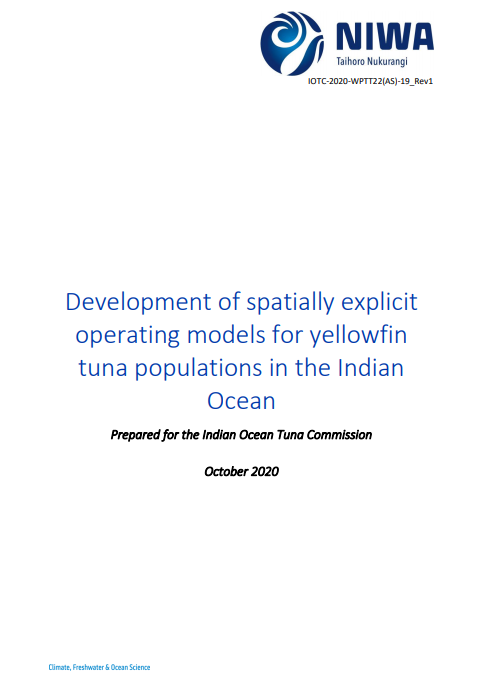 NIWA
Taihoro Nukurangi
IOTC-2020-WPTT22(AS)-19_Rev1
Development of spatially explicit
operating models for yellowfin
tuna populations in the Indian
Ocean
Prepared for the Indian Ocean Tuna Commission
October 2020
Climate, Freshwater & Ocean Science